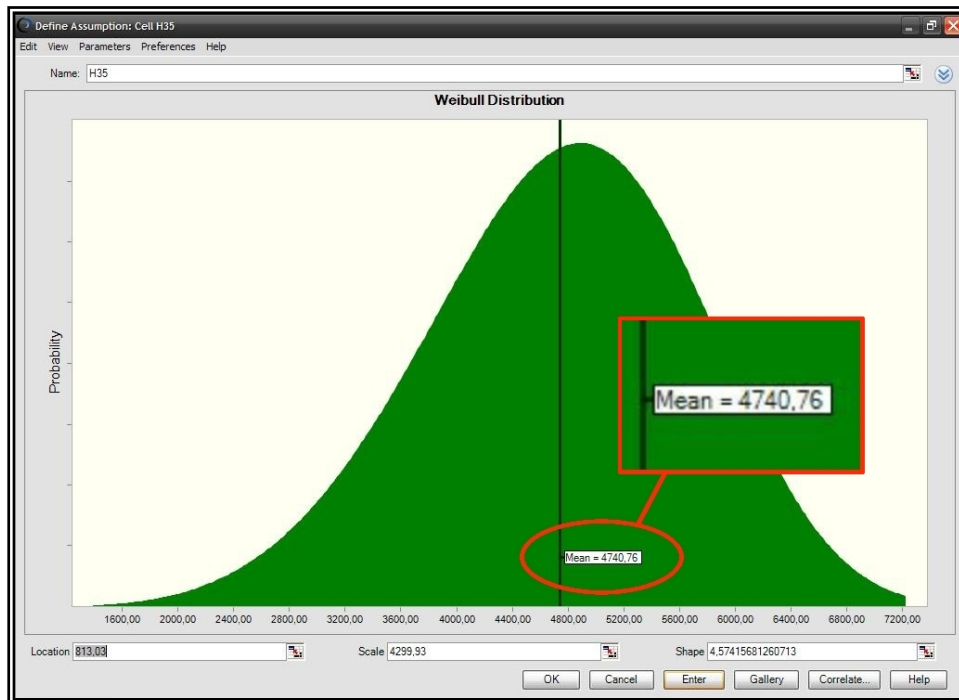 Define Assumption: Cell H35
Edit View Parameters Preferences Help
Name: H35
Weibull Distribution
Probability
Mean = 4740,76
Mean = 4740,76
1600,00 2000,00 2400,00 2800,00 3200,00 3600,00 4000,00 4400,00 4800,00 5200,00 5600,00 6000,00 6400,00 6800,00 7200,00
Location 813,03 Scale 4299,93 Shape 4,57415681260713
OK Cancel Enter Gallery Correlate... Help